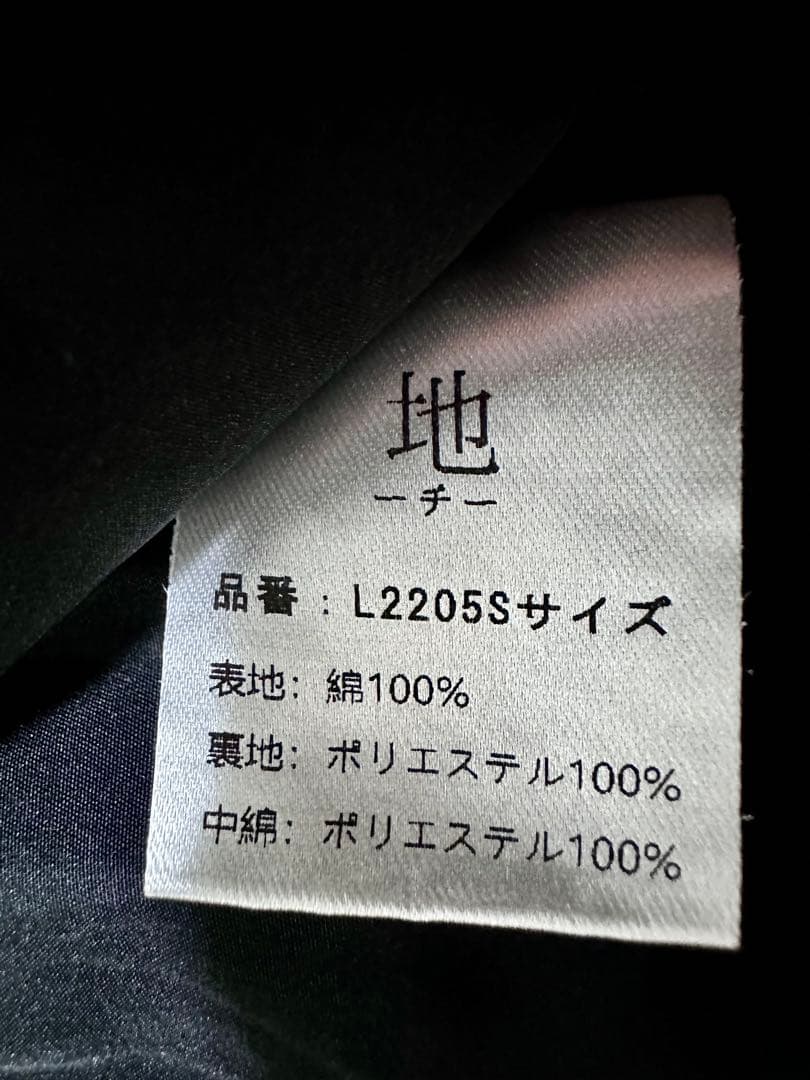 地
ーチー
品番：L2205Sサイズ
表地：綿100%
裏地：ポリエステル100%
中綿：ポリエステル100%